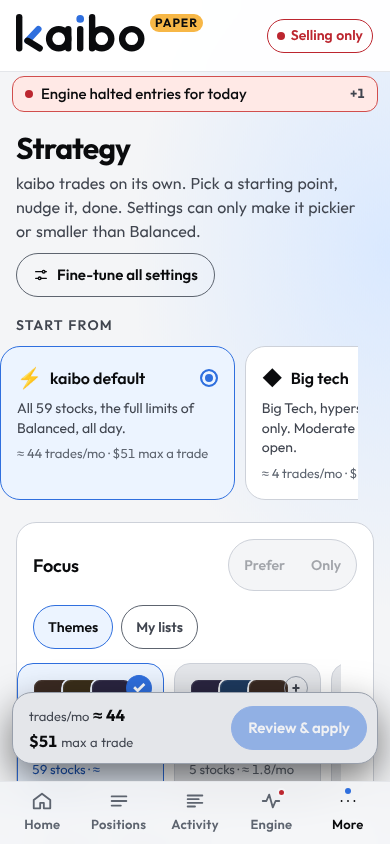 kaibo PAPER
Selling only
Engine halted entries for today +1
Strategy
kaibo trades on its own. Pick a starting point,
nudge it, done. Settings can only make it pickier
or smaller than Balanced.
Fine-tune all settings
START FROM
⚡ kaibo default
All 59 stocks, the full limits of
Balanced, all day.
≈ 44 trades/mo · $51 max a trade
◆ Big tech
Big Tech, hypers
only. Moderate
open.
≈ 4 trades/mo · $
Focus
Prefer Only
Themes My lists
+
trades/mo ≈ 44
$51 max a trade
Review & apply
59 stocks · ≈
5 stocks · ≈ 1.8/mo
Home Positions Activity Engine More